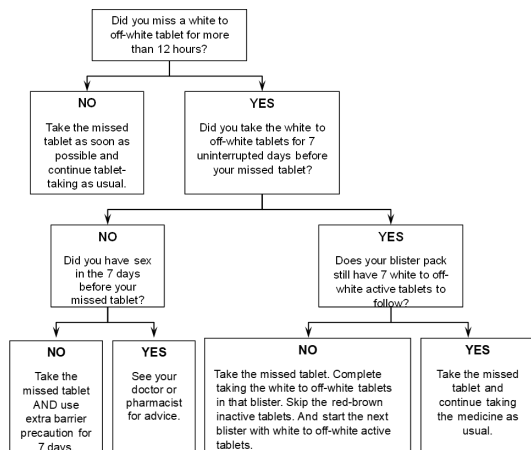 Did you miss a white to
off-white tablet for more
than 12 hours?
NO
Take the missed
tablet as soon as
possible and
continue tablet-
taking as usual.
YES
Did you take the white to
off-white tablets for 7
uninterrupted days before
your missed tablet?
NO
Did you have sex
in the 7 days
before your
missed tablet?
YES
Does your blister pack
still have 7 white to off-
white active tablets to
follow?
NO
Take the
missed tablet
AND use
extra barrier
precaution for
7 days
YES
See your
doctor or
pharmacist
for advice.
NO
Take the missed tablet. Complete
taking the white to off-white tablets
in that blister. Skip the red-brown
inactive tablets. And start the next
blister with white to off-white active
tablets.
YES
Take the missed
tablet and
continue taking
the medicine as
usual.